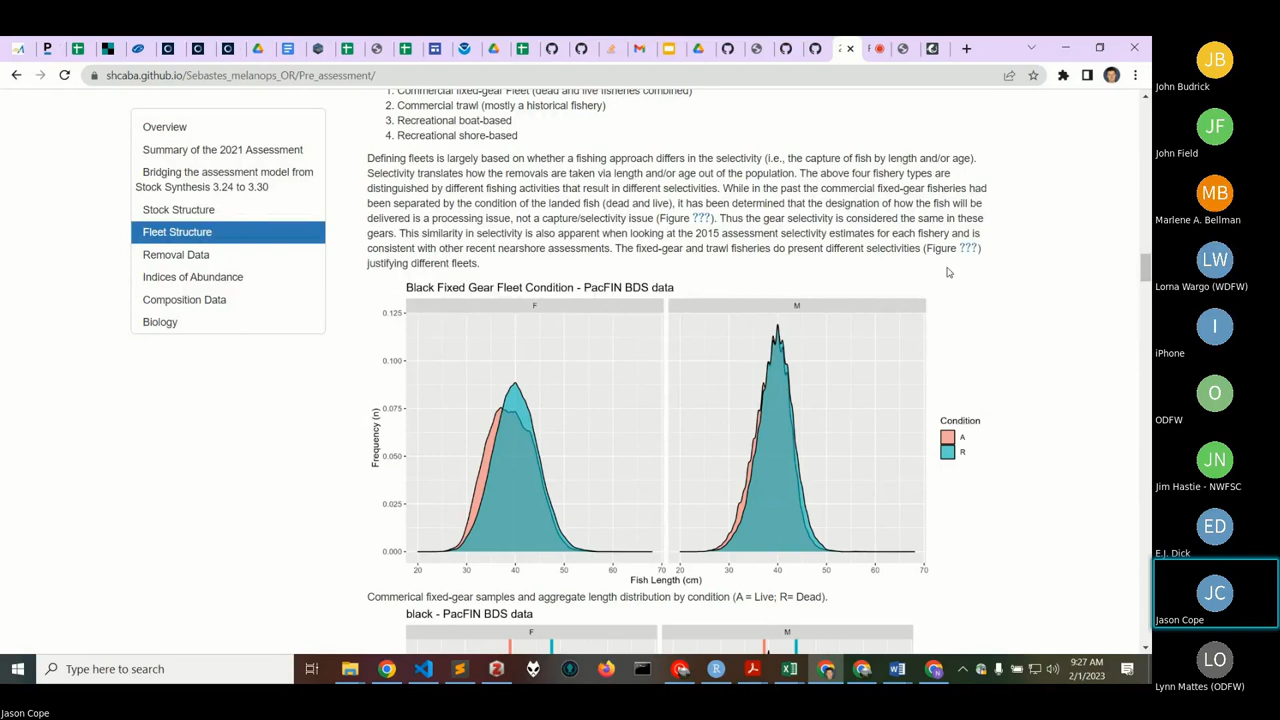 shcaba.github.io/Sebastes_melanops_OR/Pre_assessment/
Overview
Summary of the 2021 Assessment
Bridging the assessment model from
Stock Synthesis 3.24 to 3.30
Stock Structure
Fleet Structure
Removal Data
Indices of Abundance
Composition Data
Biology
1. Commercial fixed-gear Fleet (dead and live fisheries combined)
2. Commercial trawl (mostly a historical fishery)
3. Recreational boat-based
4. Recreational shore-based
Defining fleets is largely based on whether a fishing approach differs in the selectivity (i.e., the capture of fish by length and/or age).
Selectivity translates how the removals are taken via length and/or age out of the population. The above four fishery types are
distinguished by different fishing activities that result in different selectivities. While in the past the commercial fixed-gear fisheries had
been separated by the condition of the landed fish (dead and live), it has been determined that the designation of how the fish will be
delivered is a processing issue, not a capture/selectivity issue (Figure ???). Thus the gear selectivity is considered the same in these
gears. This similarity in selectivity is also apparent when looking at the 2015 assessment selectivity estimates for each fishery and is
consistent with other recent nearshore assessments. The fixed-gear and trawl fisheries do present different selectivities (Figure ???)
justifying different fleets.
Black Fixed Gear Fleet Condition - PacFIN BDS data
F
M
0.125
0.100
0.075
0.050
0.025
0.000
Frequency (n)
20 30 40 50 60 70
20 30 40 50 60 70
Fish Length (cm)
Condition
A
R
Commerical fixed-gear samples and aggregate length distribution by condition (A = Live; R= Dead).
black - PacFIN BDS data
F
M
Type here to search
9:27 AM
2/1/2023
JB
John Budrick
JF
John Field
MB
Marlene A. Bellman
LW
Lorna Wargo (WDFW)
I
iPhone
O
ODFW
JN
Jim Hastie - NWFSC
ED
E.J. Dick
JC
Jason Cope
LO
Lynn Mattes (ODFW)
Jason Cope